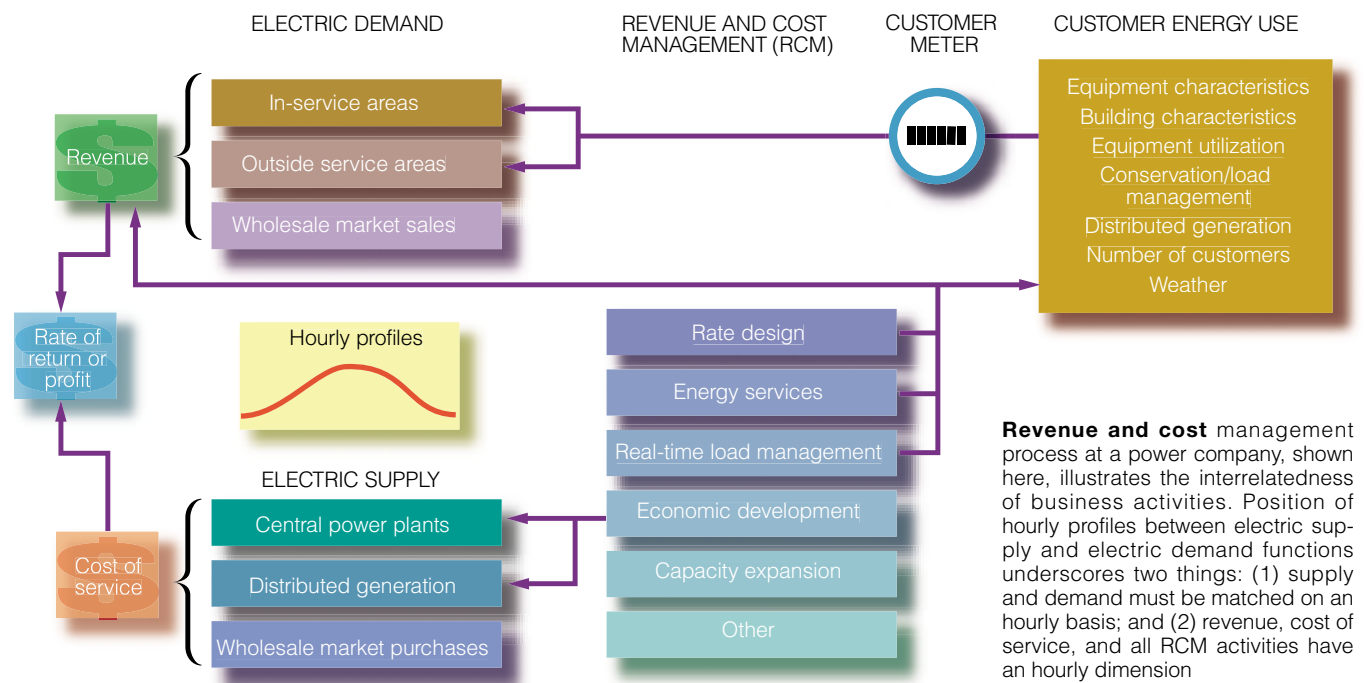 ELECTRIC DEMAND
REVENUE AND COST
MANAGEMENT (RCM)
CUSTOMER
METER
CUSTOMER ENERGY USE
Revenue
In-service areas
Outside service areas
Wholesale market sales
Equipment characteristics
Building characteristics
Equipment utilization
Conservation/load
management
Distributed generation
Number of customers
Weather
Rate of
return or
profit
Hourly profiles
Rate design
Energy services
Real-time load management
Economic development
Capacity expansion
Other
ELECTRIC SUPPLY
Cost of
service
Central power plants
Distributed generation
Wholesale market purchases
Revenue and cost management
process at a power company, shown
here, illustrates the interrelatedness
of business activities. Position of
hourly profiles between electric sup-
ply and electric demand functions
underscores two things: (1) supply
and demand must be matched on an
hourly basis; and (2) revenue, cost of
service, and all RCM activities have
an hourly dimension